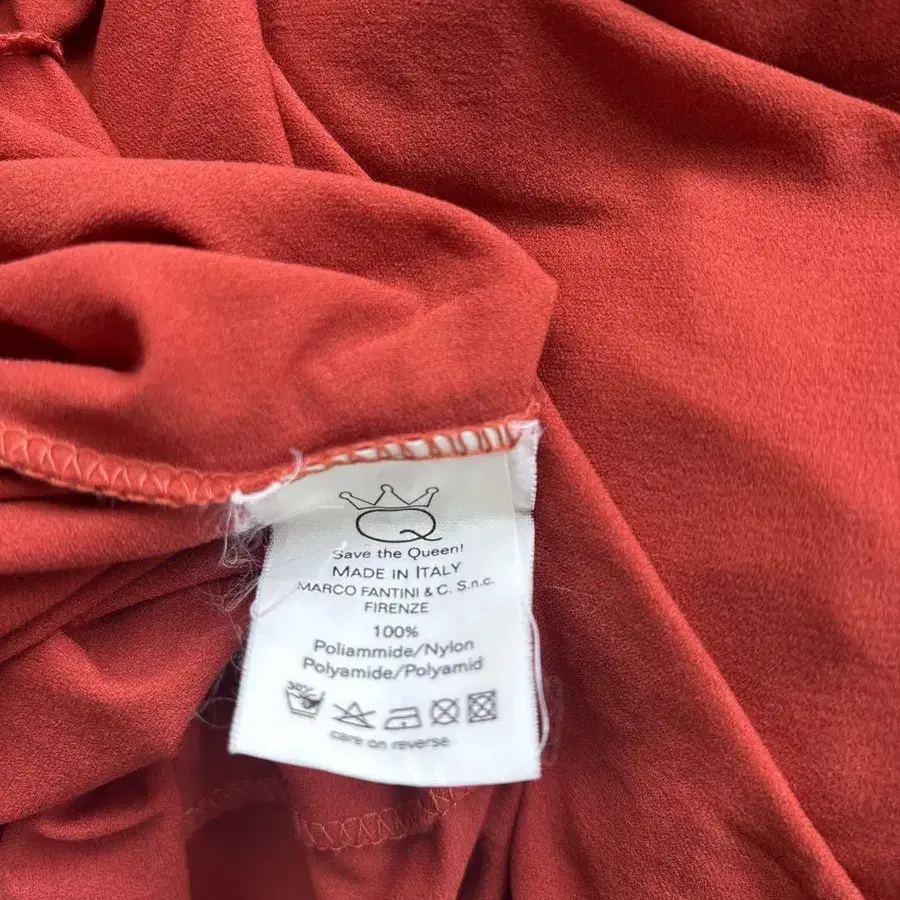 Q
Save the Queen!
MADE IN ITALY
MARCO FANTINI & C. S.n.c.
FIRENZE
100%
Poliammide/Nylon
Polyamide/Polyamid
30°
care on reverse